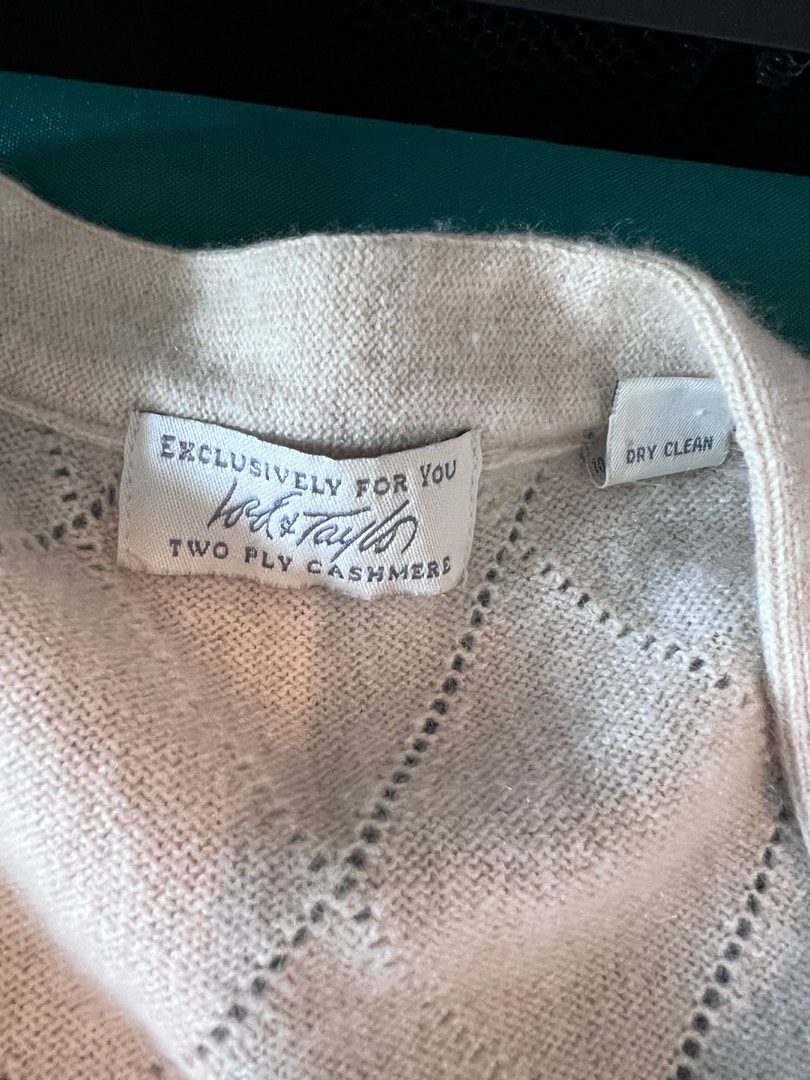 EXCLUSIVELY FOR YOU
Lord & Taylor
TWO PLY CASHMERE
DRY CLEAN